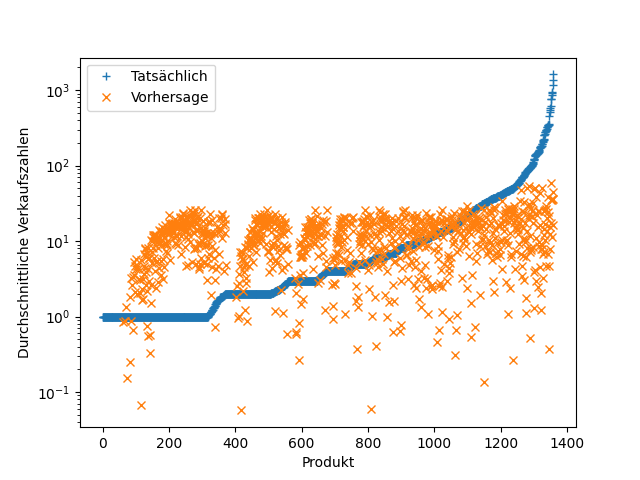 Tatsächlich
Vorhersage
Durchschnittliche Verkaufszahlen
10³
10²
10¹
10⁰
10⁻¹
0 200 400 600 800 1000 1200 1400
Produkt